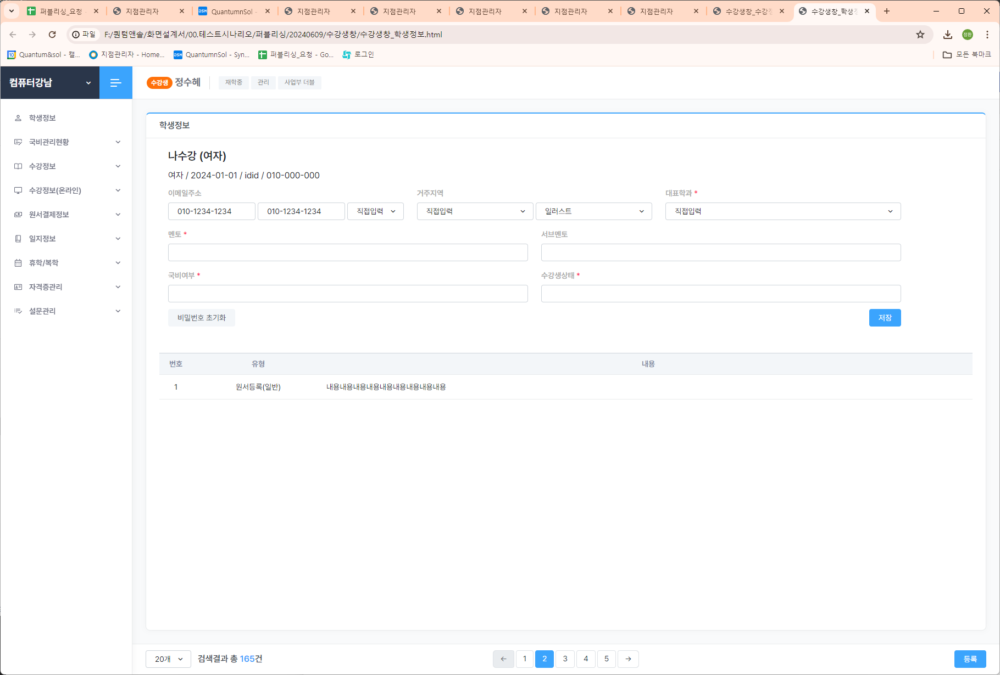 퍼블리싱_요청
지점관리자
QuantumnSol -
지점관리자
지점관리자
지점관리자
지점관리자
지점관리자
수강생창_수강정
수강생창_학생정
파일
F:/퀀텀앤솔/화면설계서/00.테스트시나리오/퍼블리싱/20240609/수강생창/수강생창_학생정보.html
정환
10 Quantum&sol - 캘...
지점관리자 - Home...
DSM QuantumnSol - Syn...
퍼블리싱_요청 - Go...
로그인
모든 북마크
컴퓨터강남
수강생 정수혜
재학중
관리
사업부 더블
학생정보
국비관리현황
수강정보
수강정보(온라인)
원서결제정보
일지정보
휴학/복학
자격증관리
설문관리
학생정보
나수강 (여자)
여자 / 2024-01-01 / idid / 010-000-000
이메일주소
거주지역
대표학과 *
010-1234-1234
010-1234-1234
직접입력
직접입력
일러스트
직접입력
멘토 *
서브멘토
국비여부 *
수강생상태 *
비밀번호 초기화
저장
번호
유형
내용
1
원서등록(일반)
내용내용내용내용내용내용내용내용내용
20개
검색결과 총 165건
← 1 2 3 4 5 →
등록